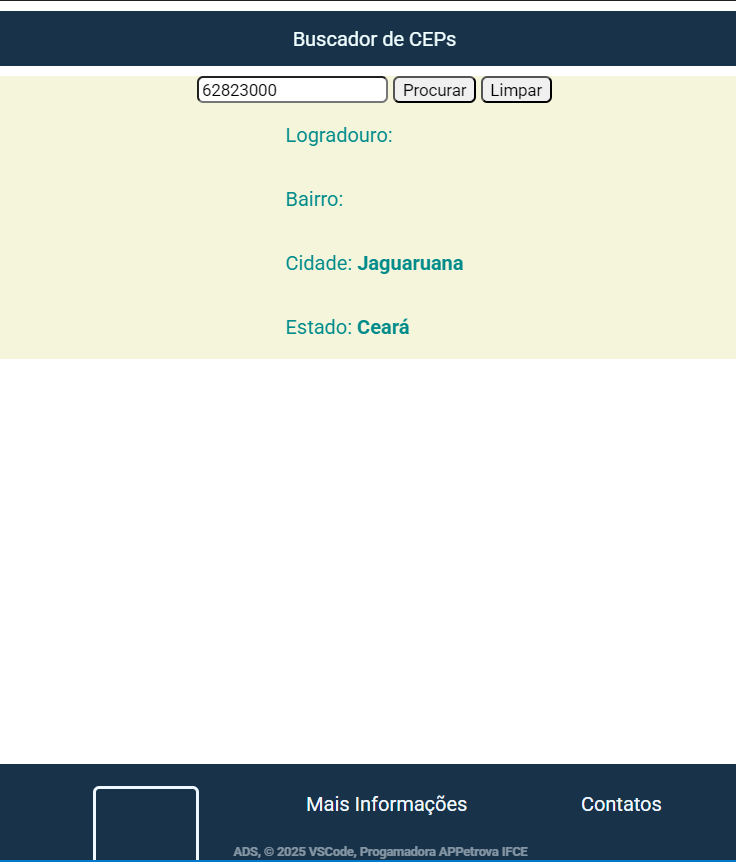 Buscador de CEPs
62823000 Procurar Limpar
Logradouro:
Bairro:
Cidade: Jaguaruana
Estado: Ceará
Mais Informações Contatos
ADS, © 2025 VSCode, Progamadora APPetrova IFCE